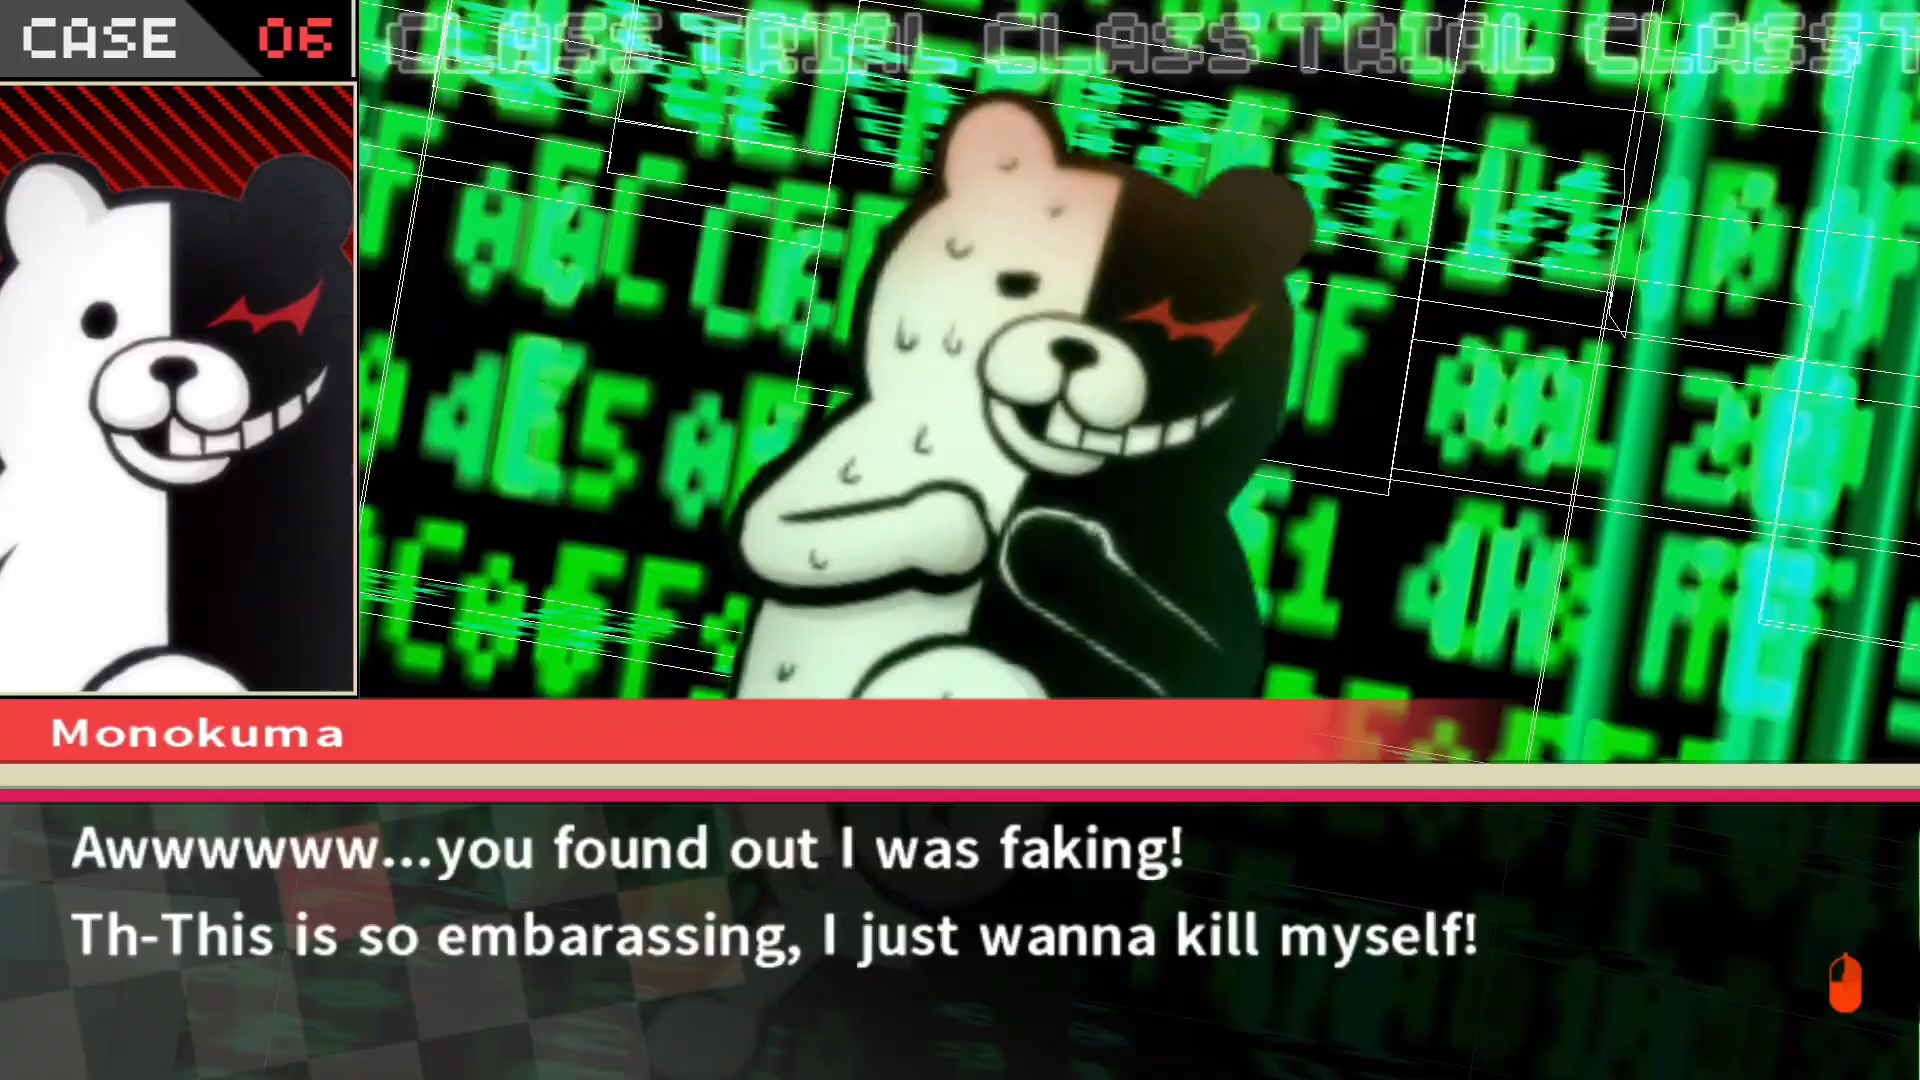 CASE 06
CLASS TRIAL CLASS TRIAL CLASS T
Monokuma
Awwwwww...you found out I was faking!
Th-This is so embarassing, I just wanna kill myself!